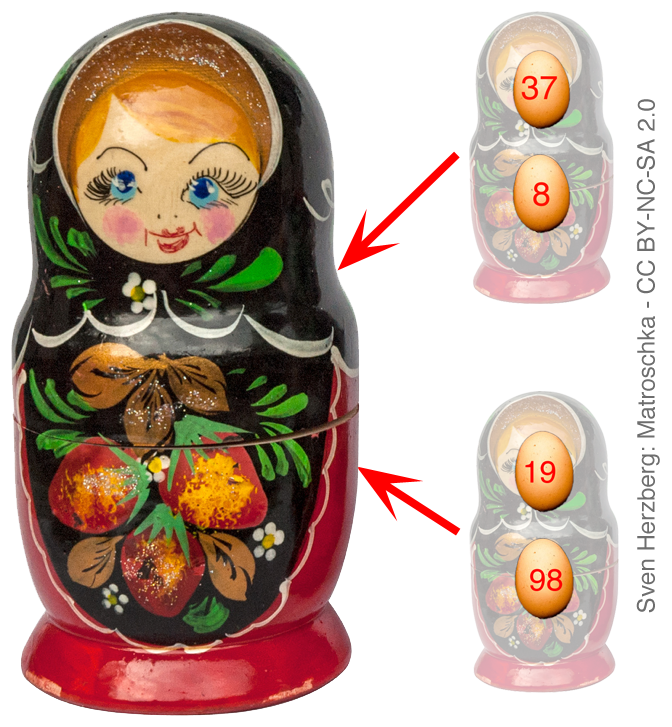 37
8
19
98
Sven Herzberg: Matroschka - CC BY-NC-SA 2.0